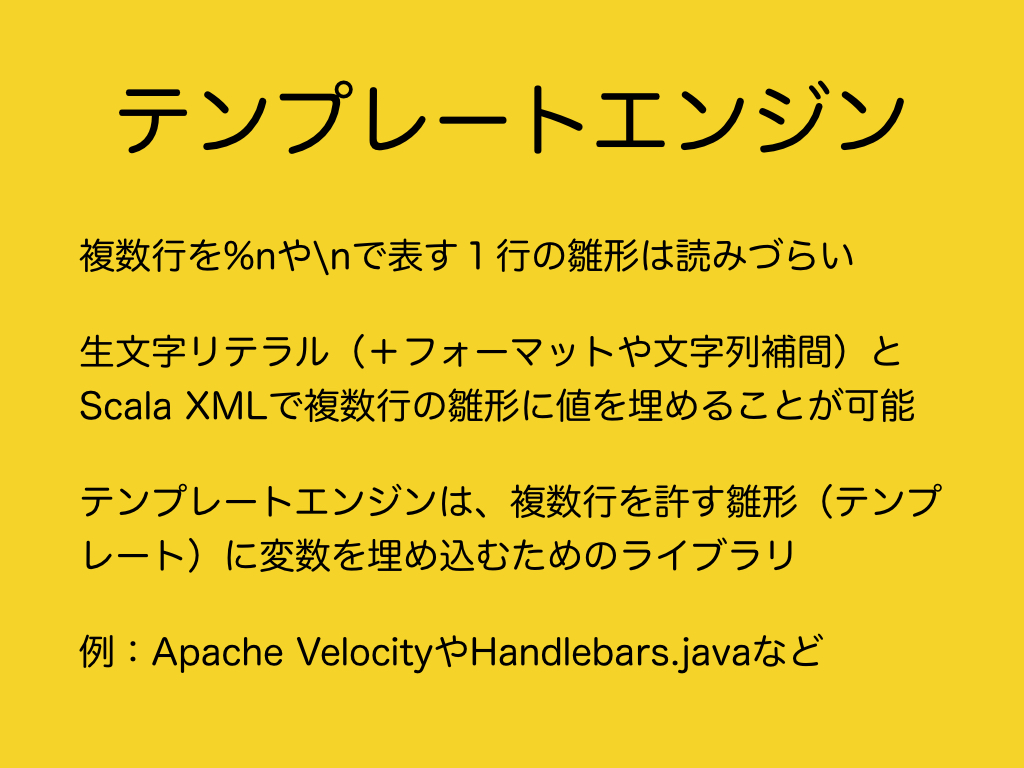 テンプレートエンジン
複数行を%nや\nで表す１行の雛形は読みづらい
生文字リテラル（＋フォーマットや文字列補間）と
Scala XMLで複数行の雛形に値を埋めることが可能
テンプレートエンジンは、複数行を許す雛形（テンプ
レート）に変数を埋め込むためのライブラリ
例：Apache VelocityやHandlebars.javaなど